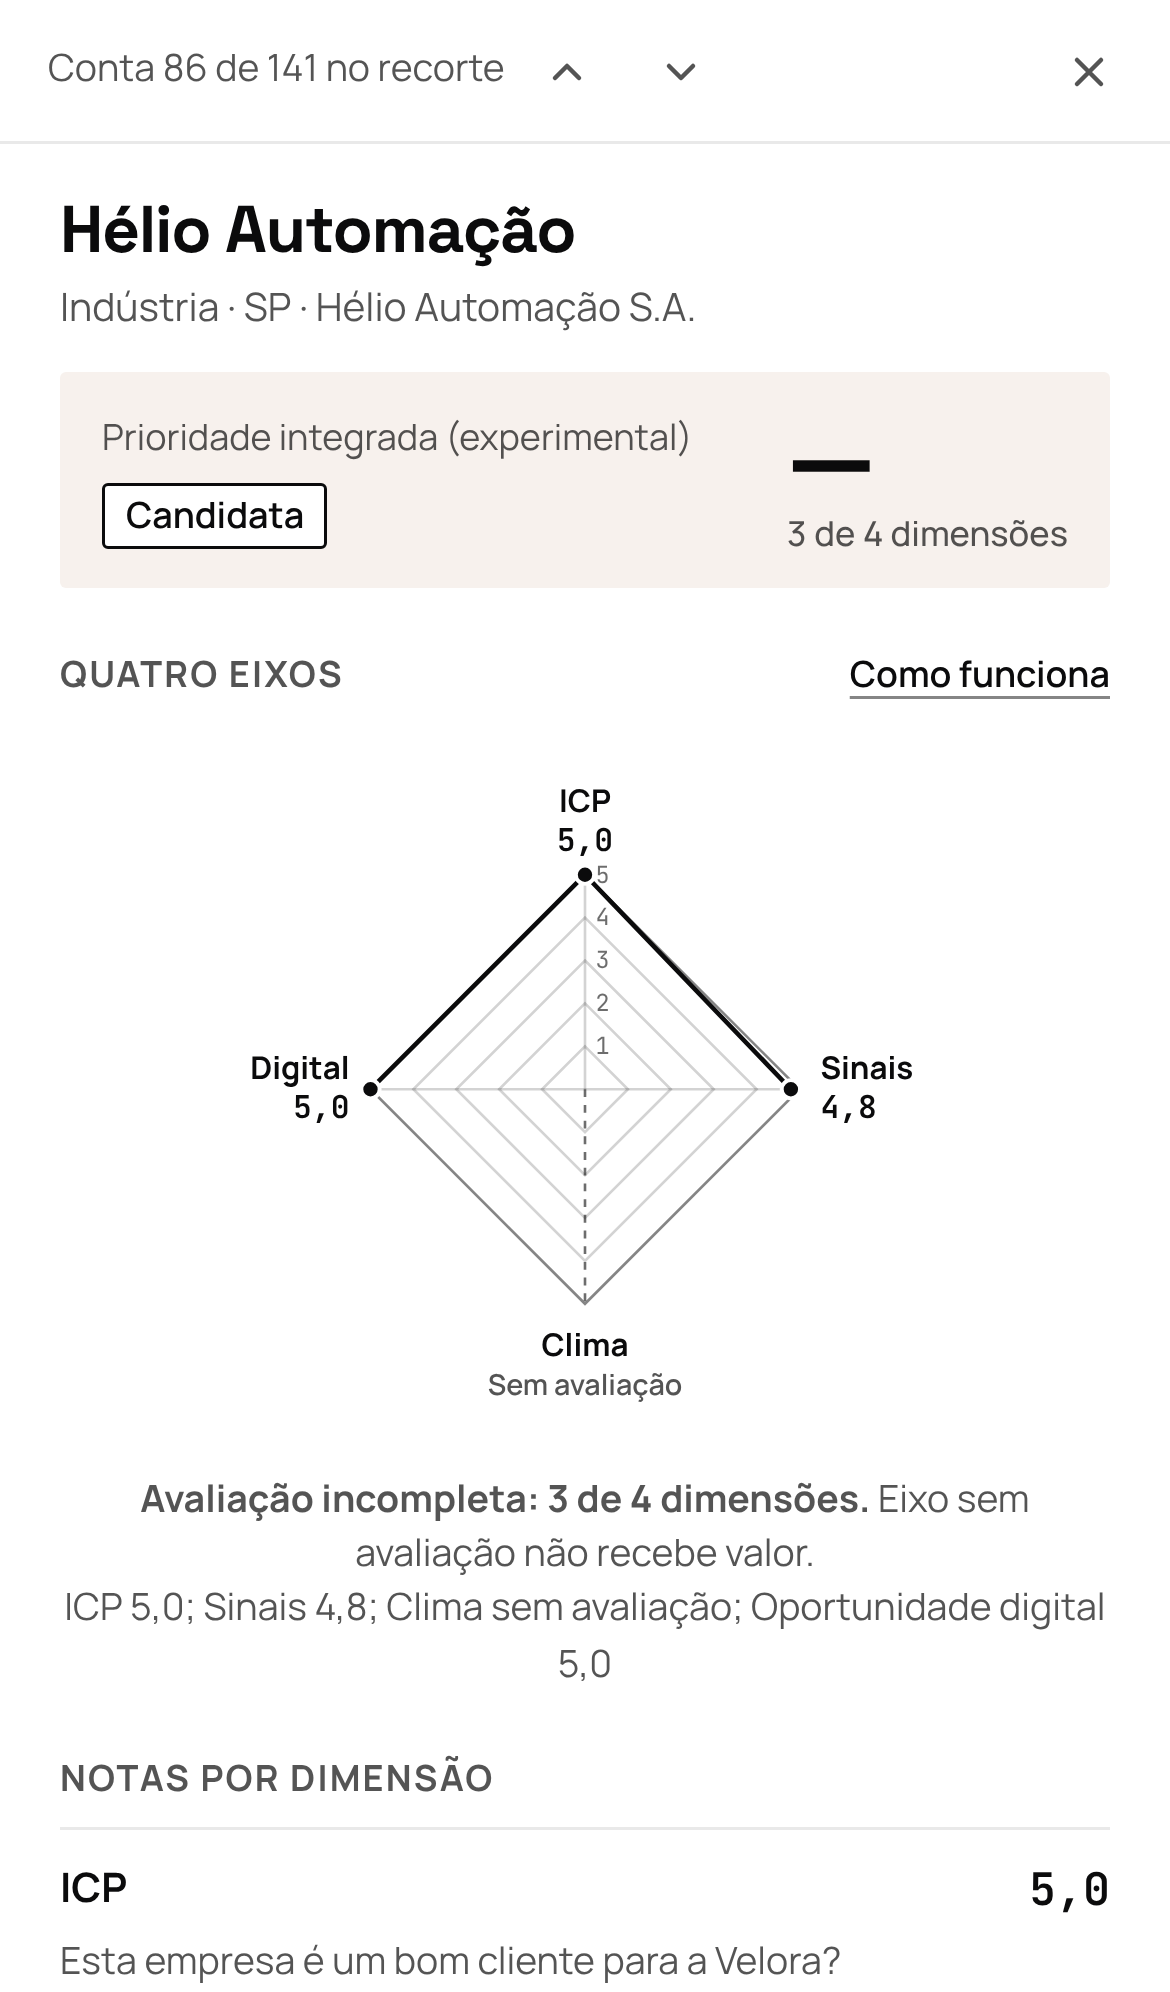 Conta 86 de 141 no recorte
Hélio Automação
Indústria · SP · Hélio Automação S.A.
Prioridade integrada (experimental)
Candidata
—
3 de 4 dimensões
QUATRO EIXOS
Como funciona
ICP
5,0
5
4
3
2
1
Digital
5,0
Sinais
4,8
Clima
Sem avaliação
Avaliação incompleta: 3 de 4 dimensões. Eixo sem
avaliação não recebe valor.
ICP 5,0; Sinais 4,8; Clima sem avaliação; Oportunidade digital
5,0
NOTAS POR DIMENSÃO
ICP
5,0
Esta empresa é um bom cliente para a Velora?